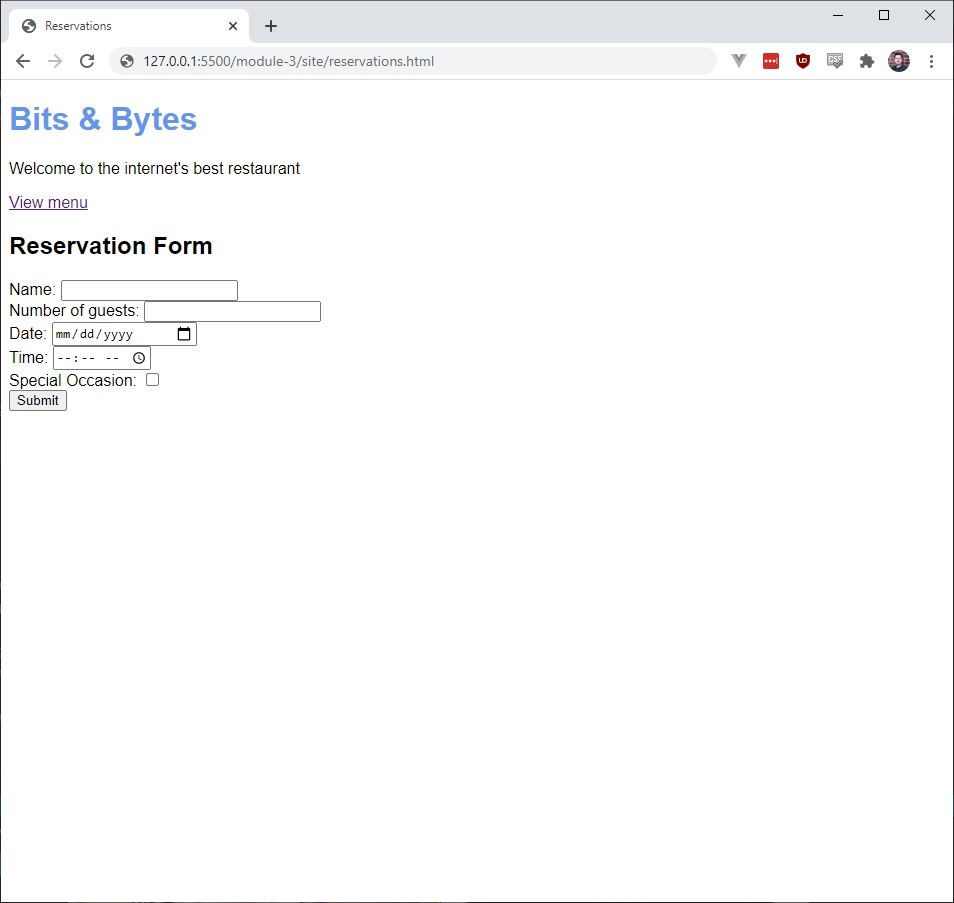 Reservations
127.0.0.1:5500/module-3/site/reservations.html
Bits & Bytes
Welcome to the internet's best restaurant
View menu
Reservation Form
Name:
Number of guests:
Date: mm/dd/yyyy
Time: --:-- --
Special Occasion:
Submit